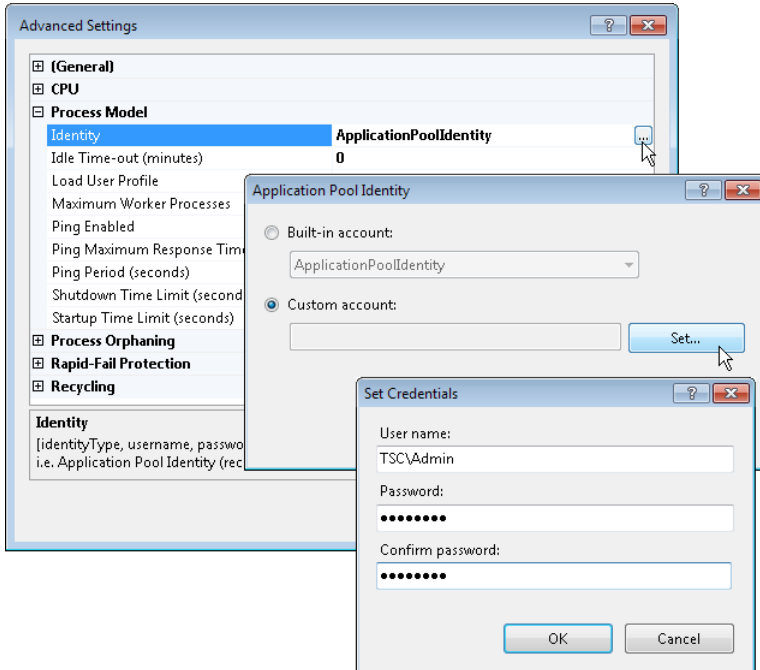 Advanced Settings
(General)
CPU
Process Model
Identity ApplicationPoolIdentity ...
Idle Time-out (minutes) 0
Load User Profile
Maximum Worker Processes
Ping Enabled
Ping Maximum Response Time
Ping Period (seconds)
Shutdown Time Limit (second
Startup Time Limit (seconds)
Process Orphaning
Rapid-Fail Protection
Recycling
Identity
[identityType, username, passwo
i.e. Application Pool Identity (rec
Application Pool Identity
Built-in account:
ApplicationPoolIdentity
Custom account:
Set...
Set Credentials
User name:
TSC\Admin
Password:
●●●●●●●●
Confirm password:
●●●●●●●●
OK Cancel